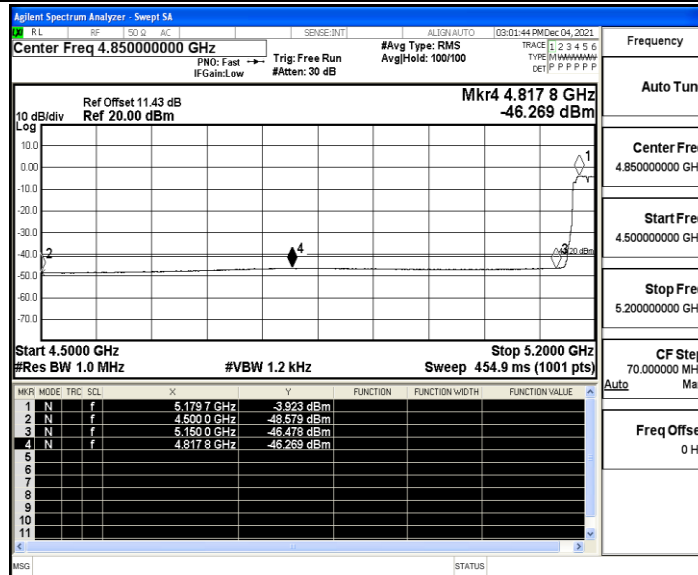 Agilent Spectrum Analyzer - Swept SA
RL RF 50 Ω AC SENSE:INT ALIGN AUTO 03:01:44 PM Dec 04, 2021
Center Freq 4.850000000 GHz
PNO: Fast
IFGain:Low
Trig: Free Run
#Atten: 30 dB
#Avg Type: RMS
Avg|Hold: 100/100
TRACE 1 2 3 4 5 6
TYPE M
DET P P P P P P
Ref Offset 11.43 dB
10 dB/div Ref 20.00 dBm
Log
Mkr4 4.817 8 GHz
-46.269 dBm
10.0
0.00
-10.0
-20.0
-30.0
-40.0
-50.0
-60.0
-70.0
1
2
3
4
Start 4.5000 GHz Stop 5.2000 GHz
#Res BW 1.0 MHz #VBW 1.2 kHz Sweep 454.9 ms (1001 pts)
MKR MODE TRC SCL X Y FUNCTION FUNCTION WIDTH FUNCTION VALUE
1 N f 5.179 7 GHz -3.923 dBm
2 N f 4.500 0 GHz -48.579 dBm
3 N f 5.150 0 GHz -46.478 dBm
4 N f 4.817 8 GHz -46.269 dBm
5
6
7
8
9
10
11
MSG STATUS
Frequency
Auto Tun
Center Fre
4.850000000 GH
Start Fre
4.500000000 GH
Stop Fre
5.200000000 GH
CF Ste
70.000000 MH
Auto Ma
Freq Offse
0 H